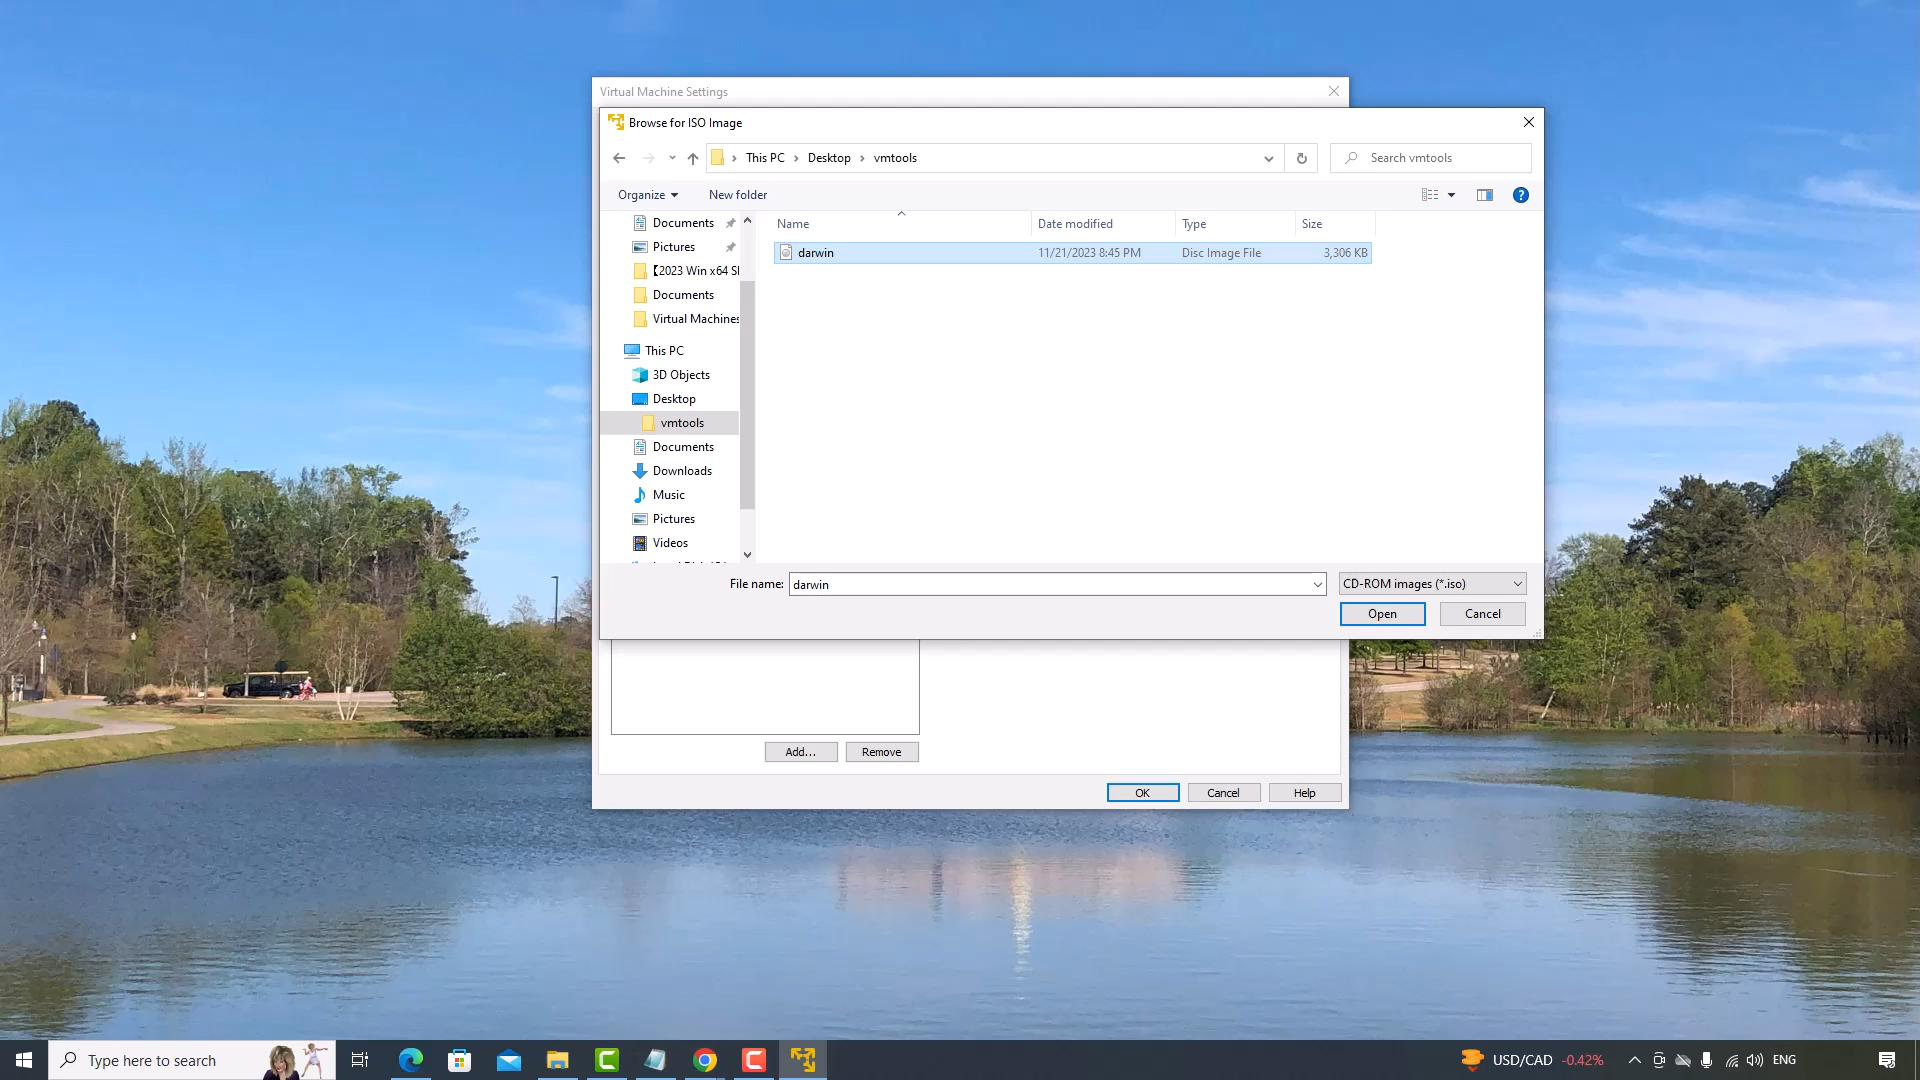 Virtual Machine Settings
Browse for ISO Image
This PC
Desktop
vmtools
Search vmtools
Organize
New folder
?
Name
Date modified
Type
Size
darwin
11/21/2023 8:45 PM
Disc Image File
3,306 KB
Documents
Pictures
【2023 Win x64 S
Documents
Virtual Machines
This PC
3D Objects
Desktop
vmtools
Documents
Downloads
Music
Pictures
Videos
File name: darwin
CD-ROM images (*.iso)
Open
Cancel
Add...
Remove
OK
Cancel
Help
Type here to search
USD/CAD -0.42%
ENG